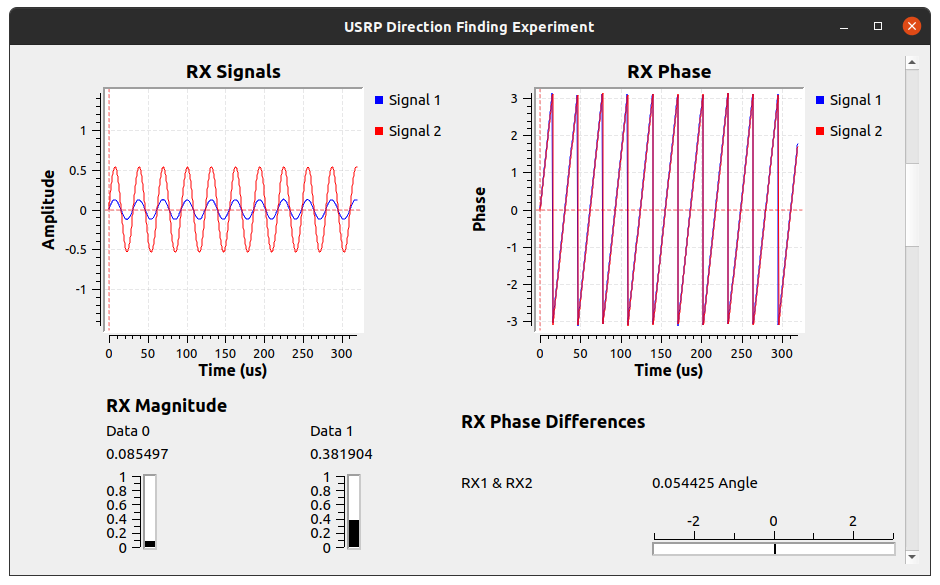 USRP Direction Finding Experiment
RX Signals
Signal 1
Signal 2
Amplitude
1
0.5
0
-0.5
-1
0 50 100 150 200 250 300
Time (us)
RX Phase
Signal 1
Signal 2
Phase
3
2
1
0
-1
-2
-3
0 50 100 150 200 250 300
Time (us)
RX Magnitude
Data 0
0.085497
1
0.8
0.6
0.4
0.2
0
Data 1
0.381904
1
0.8
0.6
0.4
0.2
0
RX Phase Differences
RX1 & RX2 0.054425 Angle
-2 0 2